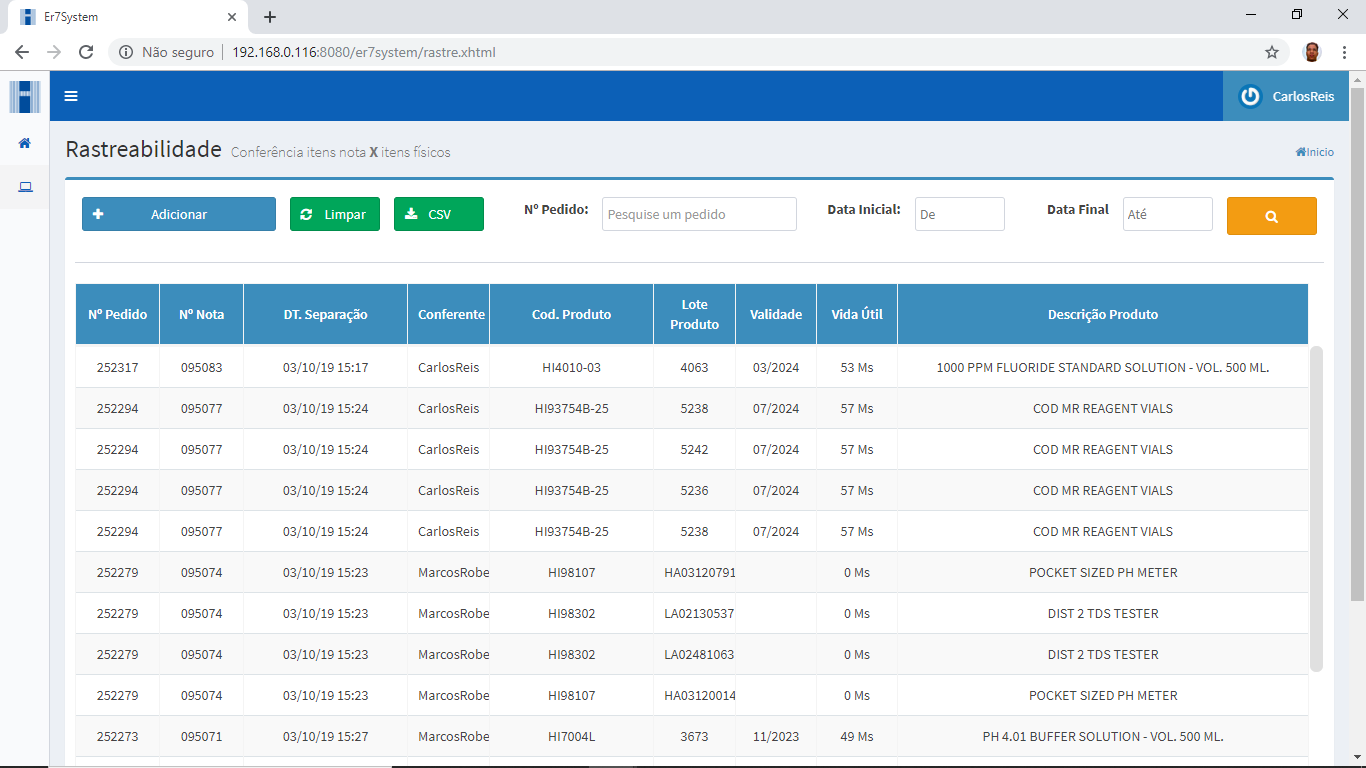 Er7System
Não seguro 192.168.0.116:8080/er7system/rastre.xhtml
CarlosReis
Rastreabilidade Conferência itens nota X itens físicos Inicio
Adicionar Limpar CSV Nº Pedido: Pesquise um pedido Data Inicial: De Data Final Até
Nº Pedido Nº Nota DT. Separação Conferente Cod. Produto Lote Produto Validade Vida Útil Descrição Produto
252317 095083 03/10/19 15:17 CarlosReis HI4010-03 4063 03/2024 53 Ms 1000 PPM FLUORIDE STANDARD SOLUTION - VOL. 500 ML.
252294 095077 03/10/19 15:24 CarlosReis HI93754B-25 5238 07/2024 57 Ms COD MR REAGENT VIALS
252294 095077 03/10/19 15:24 CarlosReis HI93754B-25 5242 07/2024 57 Ms COD MR REAGENT VIALS
252294 095077 03/10/19 15:24 CarlosReis HI93754B-25 5236 07/2024 57 Ms COD MR REAGENT VIALS
252294 095077 03/10/19 15:24 CarlosReis HI93754B-25 5238 07/2024 57 Ms COD MR REAGENT VIALS
252279 095074 03/10/19 15:23 MarcosRobe HI98107 HA03120791 0 Ms POCKET SIZED PH METER
252279 095074 03/10/19 15:23 MarcosRobe HI98302 LA02130537 0 Ms DIST 2 TDS TESTER
252279 095074 03/10/19 15:23 MarcosRobe HI98302 LA02481063 0 Ms DIST 2 TDS TESTER
252279 095074 03/10/19 15:23 MarcosRobe HI98107 HA03120014 0 Ms POCKET SIZED PH METER
252273 095071 03/10/19 15:27 MarcosRobe HI7004L 3673 11/2023 49 Ms PH 4.01 BUFFER SOLUTION - VOL. 500 ML.